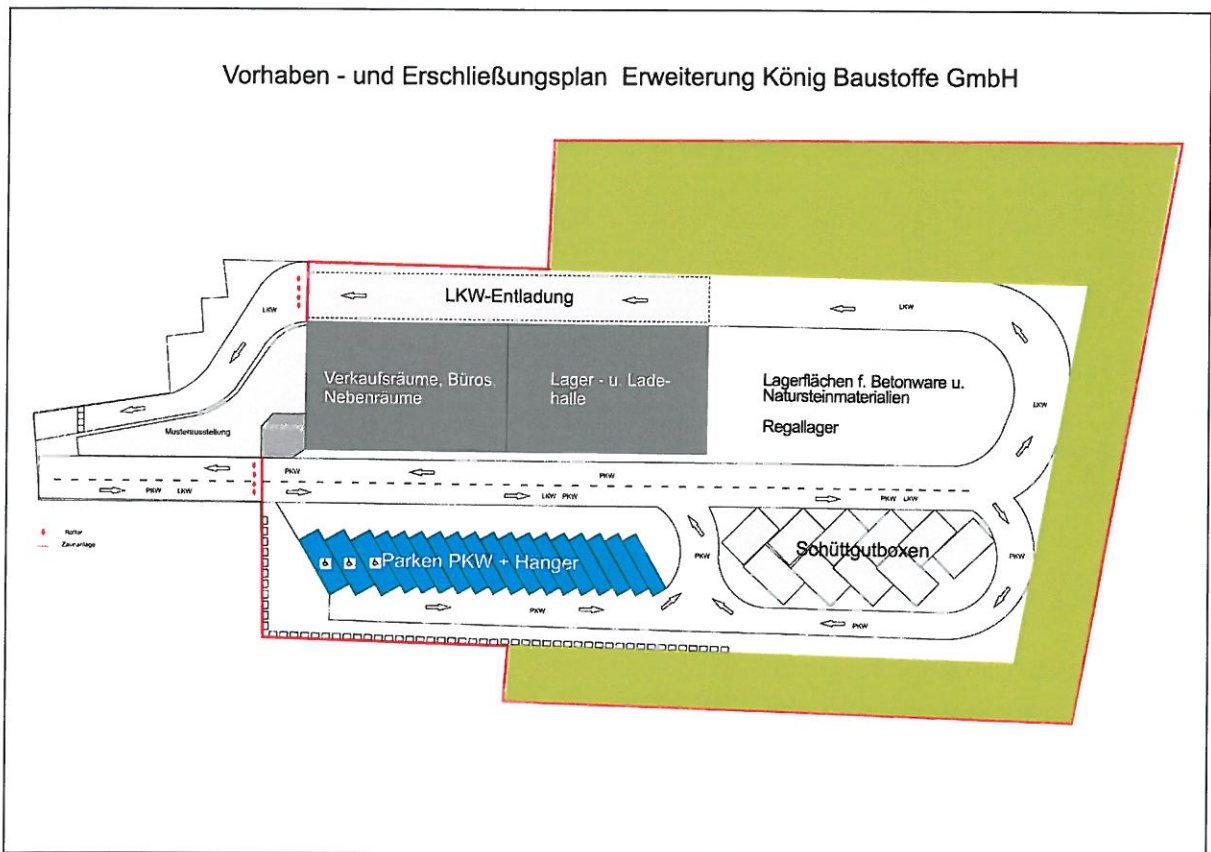 Vorhaben - und Erschließungsplan Erweiterung König Baustoffe GmbH
LKW-Entladung
LKW
LKW
Verkaufsräume, Büros,
Nebenräume
Lager - u. Lade-
halle
Lagerflächen f. Betonware u.
Natursteinmaterialien
Regallager
LKW
Musterausstellung
PKW
PKW
PKW LKW
LKW PKW
PKW LKW
Zaunanlage
Parken PKW + Hänger
PKW
Schüttgutboxen
PKW
PKW
PKW